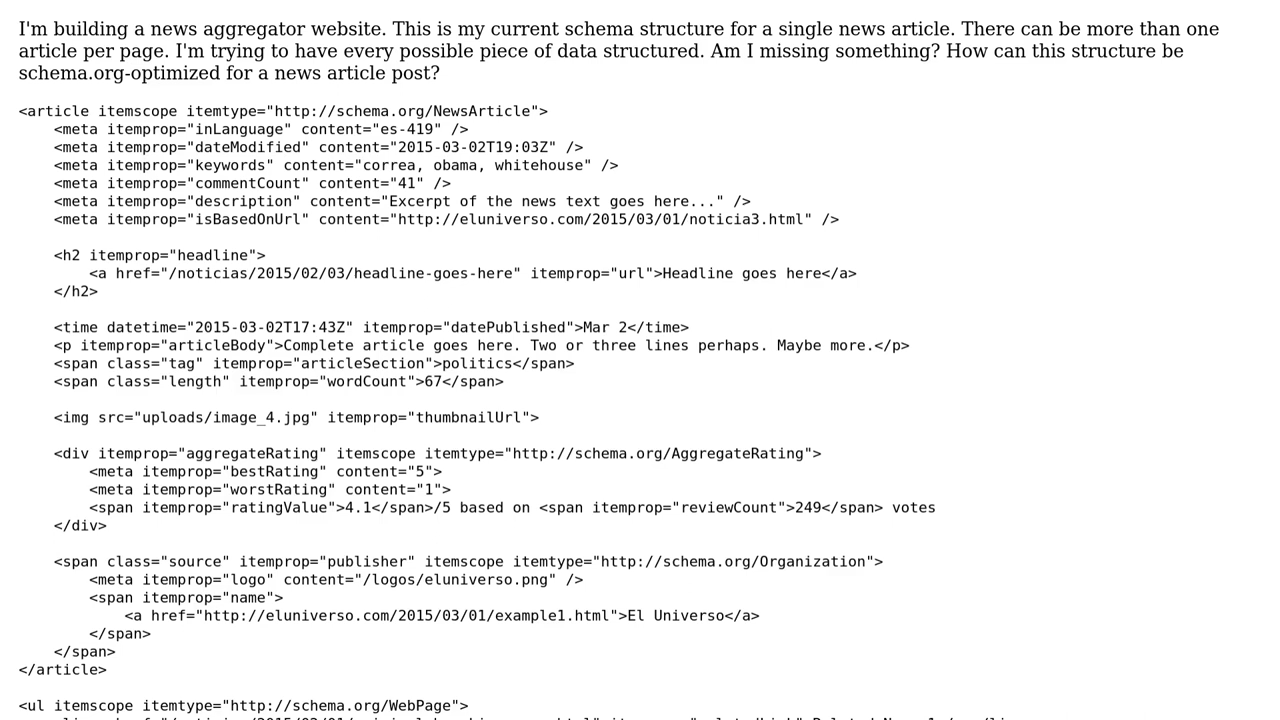 I'm building a news aggregator website. This is my current schema structure for a single news article. There can be more than one
article per page. I'm trying to have every possible piece of data structured. Am I missing something? How can this structure be
schema.org-optimized for a news article post?
<article itemscope itemtype="http://schema.org/NewsArticle">
    <meta itemprop="inLanguage" content="es-419" />
    <meta itemprop="dateModified" content="2015-03-02T19:03Z" />
    <meta itemprop="keywords" content="correa, obama, whitehouse" />
    <meta itemprop="commentCount" content="41" />
    <meta itemprop="description" content="Excerpt of the news text goes here..." />
    <meta itemprop="isBasedOnUrl" content="http://eluniverso.com/2015/03/01/noticia3.html" />
    <h2 itemprop="headline">
        <a href="/noticias/2015/02/03/headline-goes-here" itemprop="url">Headline goes here</a>
    </h2>
    <time datetime="2015-03-02T17:43Z" itemprop="datePublished">Mar 2</time>
    <p itemprop="articleBody">Complete article goes here. Two or three lines perhaps. Maybe more.</p>
    <span class="tag" itemprop="articleSection">politics</span>
    <span class="length" itemprop="wordCount">67</span>
    <img src="uploads/image_4.jpg" itemprop="thumbnailUrl">
    <div itemprop="aggregateRating" itemscope itemtype="http://schema.org/AggregateRating">
        <meta itemprop="bestRating" content="5">
        <meta itemprop="worstRating" content="1">
        <span itemprop="ratingValue">4.1</span>/5 based on <span itemprop="reviewCount">249</span> votes
    </div>
    <span class="source" itemprop="publisher" itemscope itemtype="http://schema.org/Organization">
        <meta itemprop="logo" content="/logos/eluniverso.png" />
        <span itemprop="name">
            <a href="http://eluniverso.com/2015/03/01/example1.html">El Universo</a>
        </span>
    </span>
</article>
<ul itemscope itemtype="http://schema.org/WebPage">